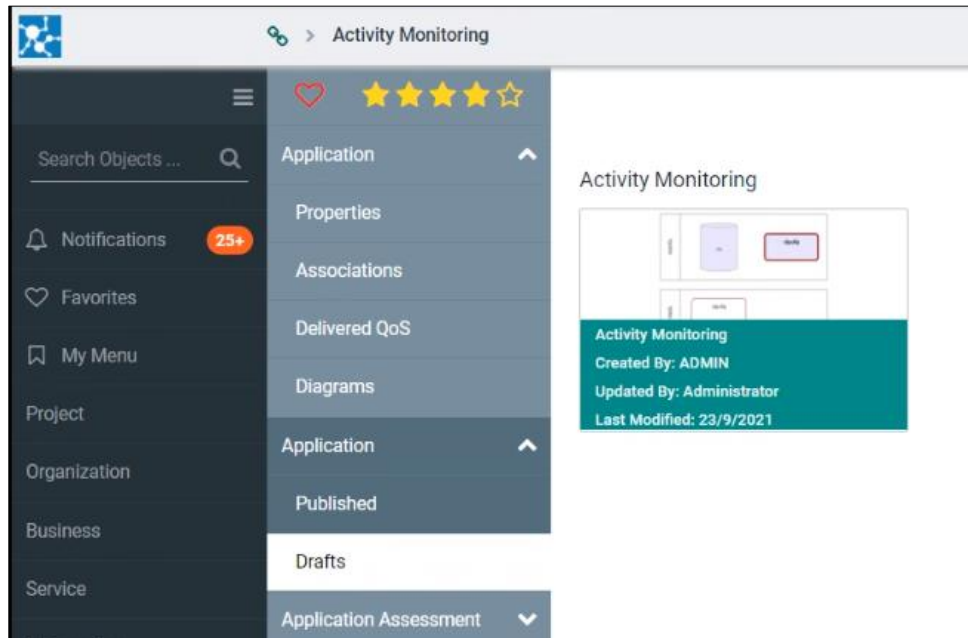 Activity Monitoring
Search Objects ...
Notifications 25+
Favorites
My Menu
Project
Organization
Business
Service
Application
Properties
Associations
Delivered QoS
Diagrams
Application
Published
Drafts
Application Assessment
Activity Monitoring
Activity Monitoring
Created By: ADMIN
Updated By: Administrator
Last Modified: 23/9/2021